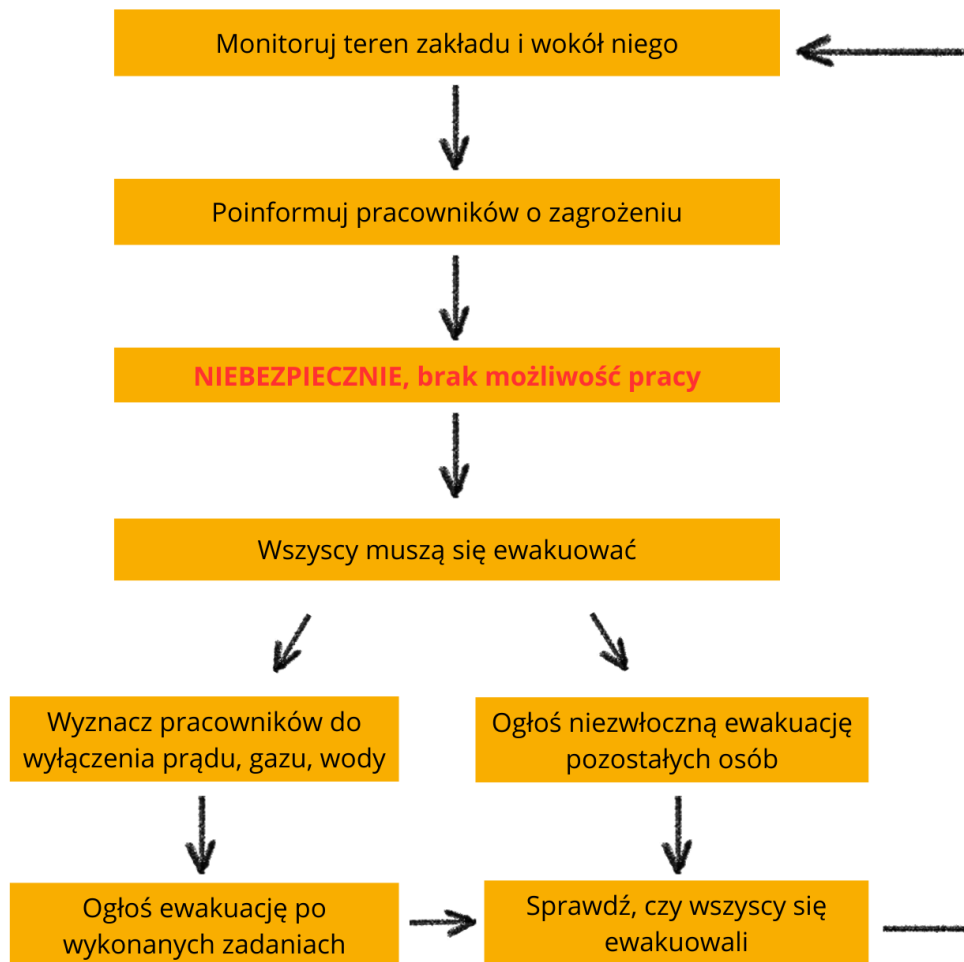 Monitoruj teren zakładu i wokół niego
Poinformuj pracowników o zagrożeniu
NIEBEZPIECZNIE, brak możliwość pracy
Wszyscy muszą się ewakuować
Wyznacz pracowników do
wyłączenia prądu, gazu, wody
Ogłoś niezwłoczną ewakuację
pozostałych osób
Ogłoś ewakuację po
wykonanych zadaniach
Sprawdź, czy wszyscy się
ewakuowali